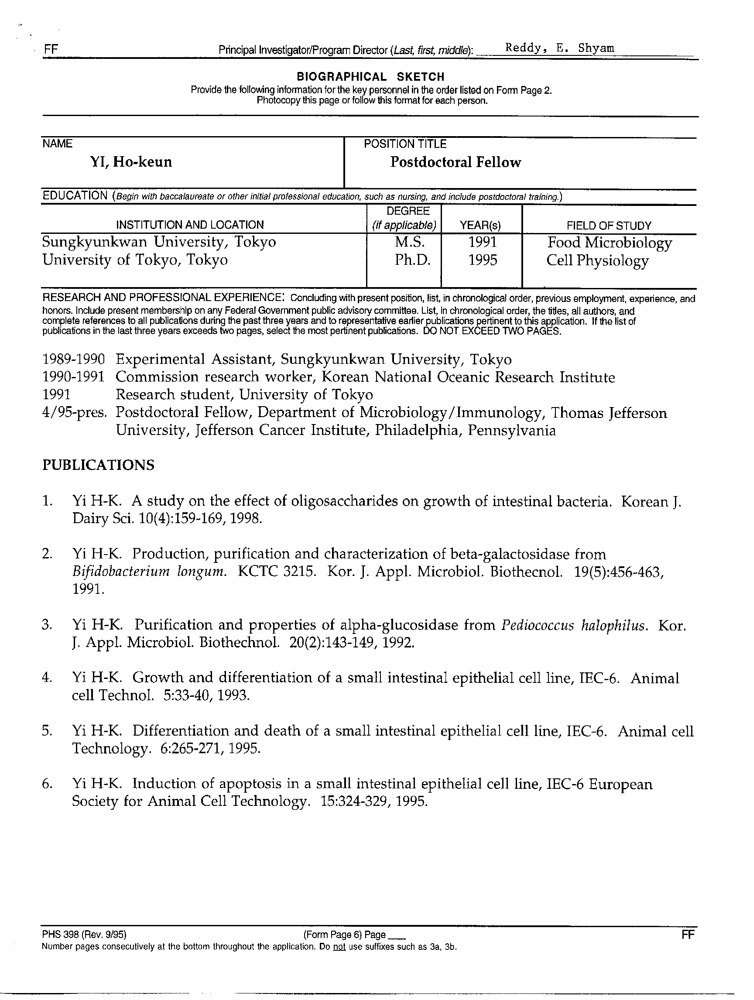 FF Principal Investigator/Program Director (Last, first, middle): Reddy, E. Shyam
BIOGRAPHICAL SKETCH
Provide the following information for the key personnel in the order listed on Form Page 2.
Photocopy this page or follow this format for each person.
NAME POSITION TITLE
YI, Ho-keun Postdoctoral Fellow
EDUCATION (Begin with baccalaureate or other initial professional education, such as nursing, and include postdoctoral training.)
INSTITUTION AND LOCATION DEGREE (if applicable) YEAR(s) FIELD OF STUDY
Sungkyunkwan University, Tokyo M.S. 1991 Food Microbiology
University of Tokyo, Tokyo Ph.D. 1995 Cell Physiology
RESEARCH AND PROFESSIONAL EXPERIENCE: Concluding with present position, list, in chronological order, previous employment, experience, and
honors. Include present membership on any Federal Government public advisory committee. List, in chronological order, the titles, all authors, and
complete references to all publications during the past three years and to representative earlier publications pertinent to this application. If the list of
publications in the last three years exceeds two pages, select the most pertinent publications. DO NOT EXCEED TWO PAGES.
1989-1990 Experimental Assistant, Sungkyunkwan University, Tokyo
1990-1991 Commission research worker, Korean National Oceanic Research Institute
1991 Research student, University of Tokyo
4/95-pres. Postdoctoral Fellow, Department of Microbiology/Immunology, Thomas Jefferson
University, Jefferson Cancer Institute, Philadelphia, Pennsylvania
PUBLICATIONS
1. Yi H-K. A study on the effect of oligosaccharides on growth of intestinal bacteria. Korean J.
Dairy Sci. 10(4):159-169, 1998.
2. Yi H-K. Production, purification and characterization of beta-galactosidase from
Bifidobacterium longum. KCTC 3215. Kor. J. Appl. Microbiol. Biothecnol. 19(5):456-463,
1991.
3. Yi H-K. Purification and properties of alpha-glucosidase from Pediococcus halophilus. Kor.
J. Appl. Microbiol. Biothechnol. 20(2):143-149, 1992.
4. Yi H-K. Growth and differentiation of a small intestinal epithelial cell line, IEC-6. Animal
cell Technol. 5:33-40, 1993.
5. Yi H-K. Differentiation and death of a small intestinal epithelial cell line, IEC-6. Animal cell
Technology. 6:265-271, 1995.
6. Yi H-K. Induction of apoptosis in a small intestinal epithelial cell line, IEC-6 European
Society for Animal Cell Technology. 15:324-329, 1995.
PHS 398 (Rev. 9/95) (Form Page 6) Page ____ FF
Number pages consecutively at the bottom throughout the application. Do not use suffixes such as 3a, 3b.